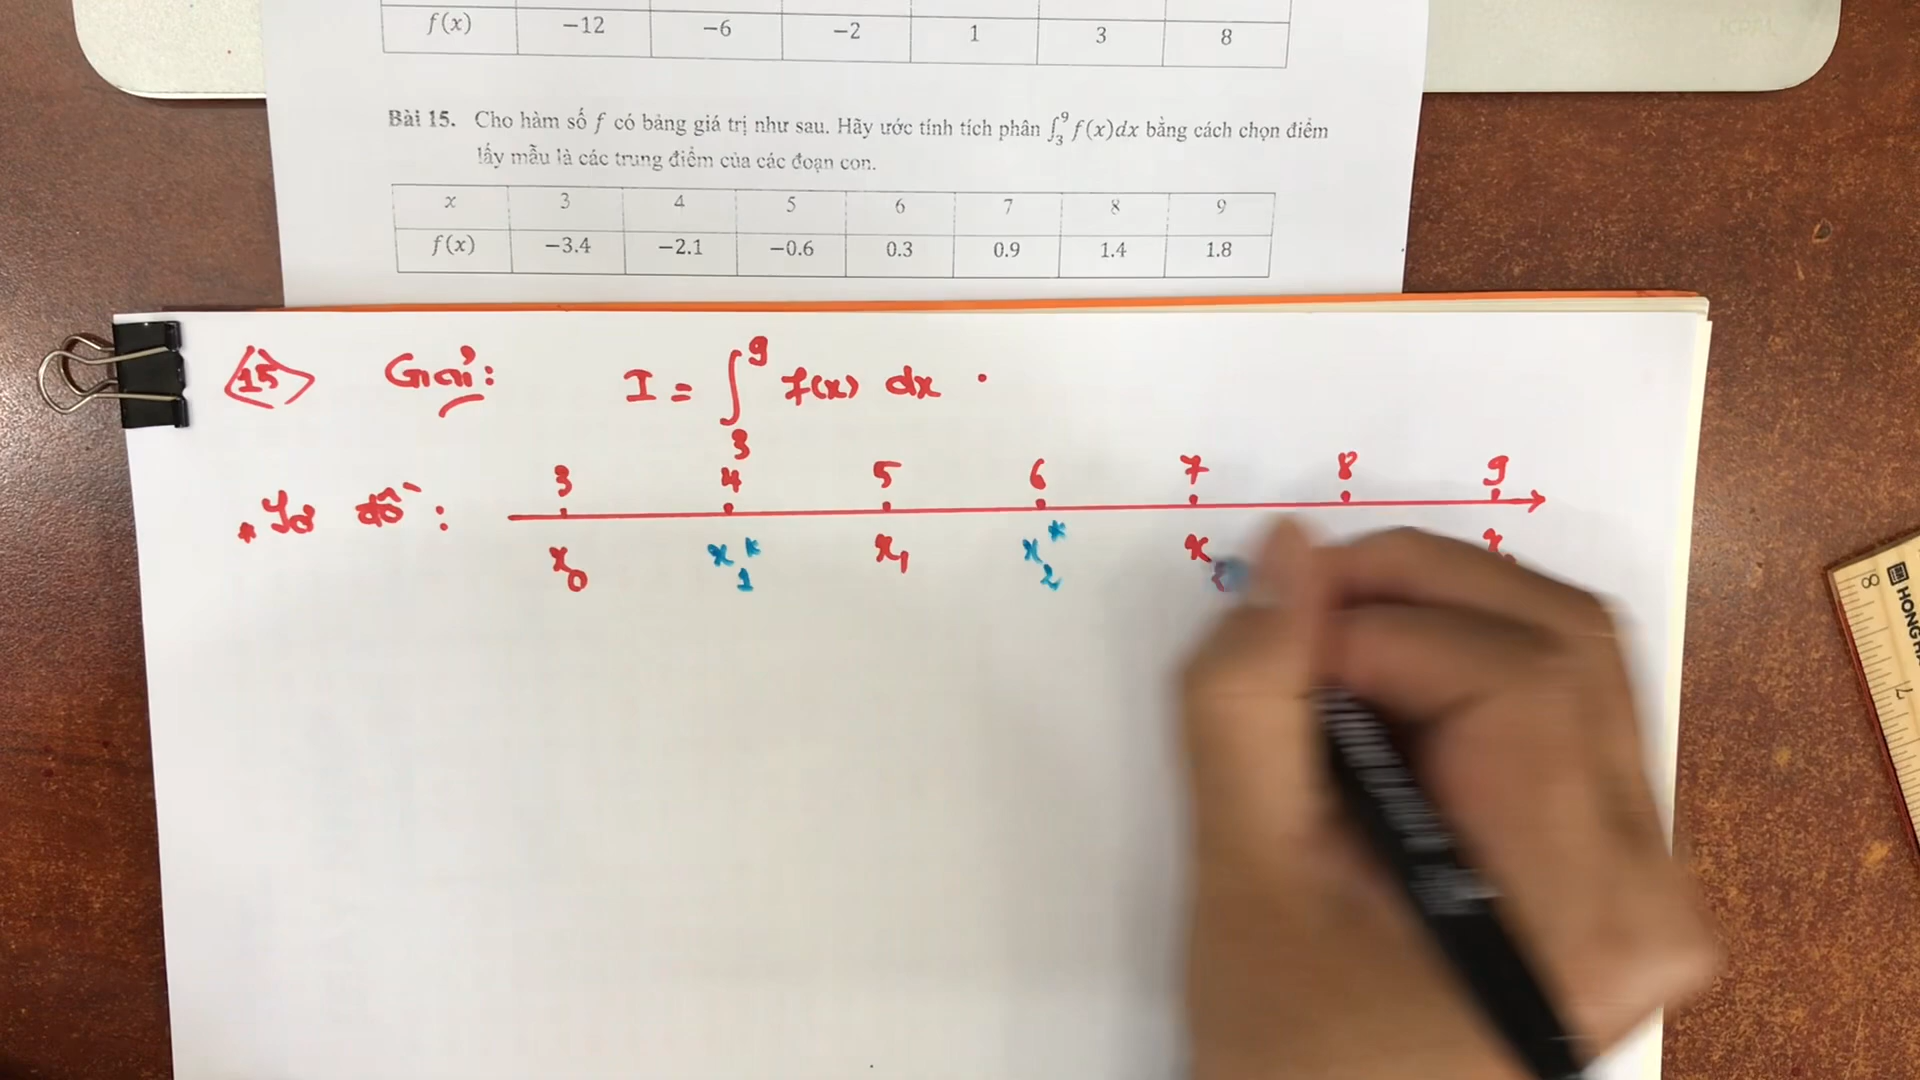 f(x) −12 −6 −2 1 3 8
Bài 15. Cho hàm số f có bảng giá trị như sau. Hãy ước tính tích phân ∫₃⁹ f(x)dx bằng cách chọn điểm
lấy mẫu là các trung điểm của các đoạn con.
x 3 4 5 6 7 8 9
f(x) −3.4 −2.1 −0.6 0.3 0.9 1.4 1.8
15 Giải: I = ∫₃⁹ f(x) dx .
3 4 5 6 7 8 9
* Sơ đồ:
x₀ x₁* x₁ x₂* x
8 HONG
7